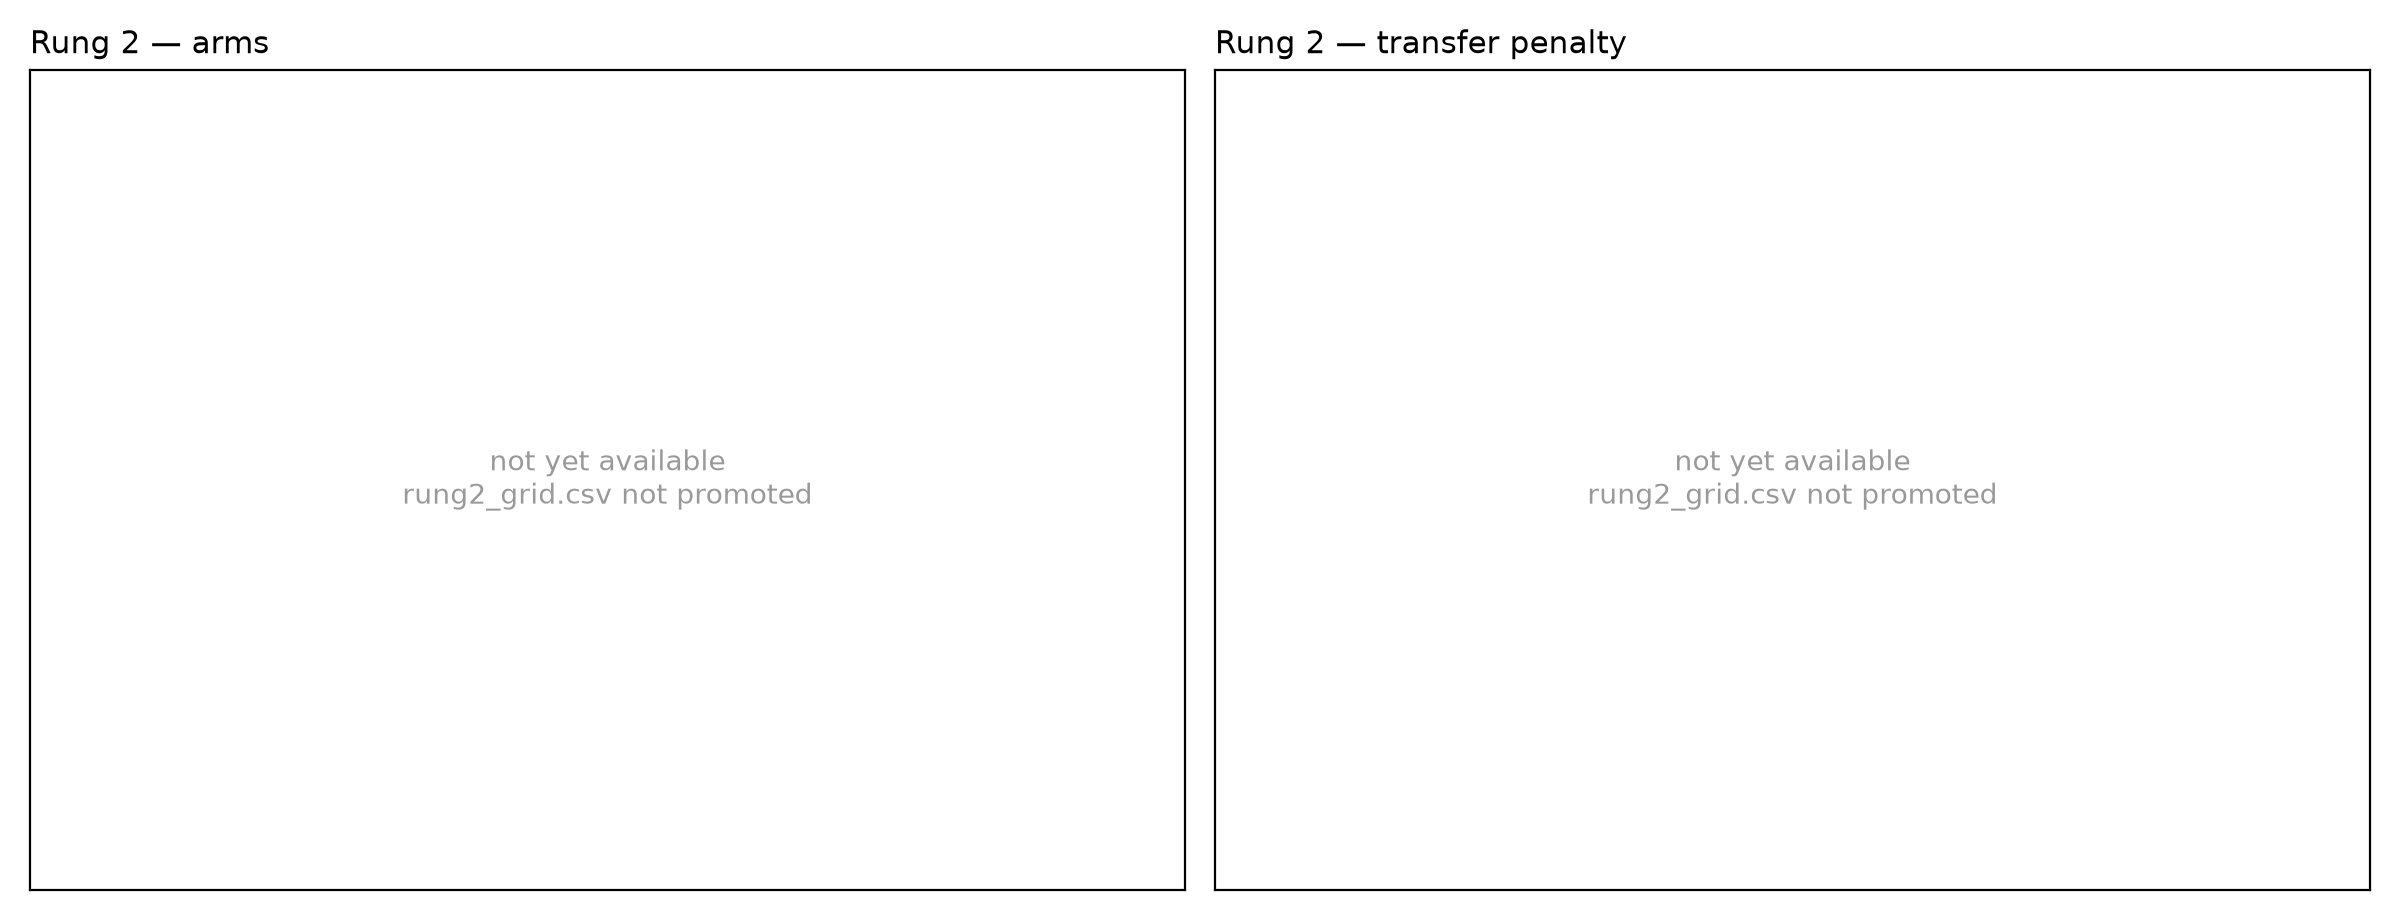 Rung 2 — arms
not yet available
rung2_grid.csv not promoted
Rung 2 — transfer penalty
not yet available
rung2_grid.csv not promoted